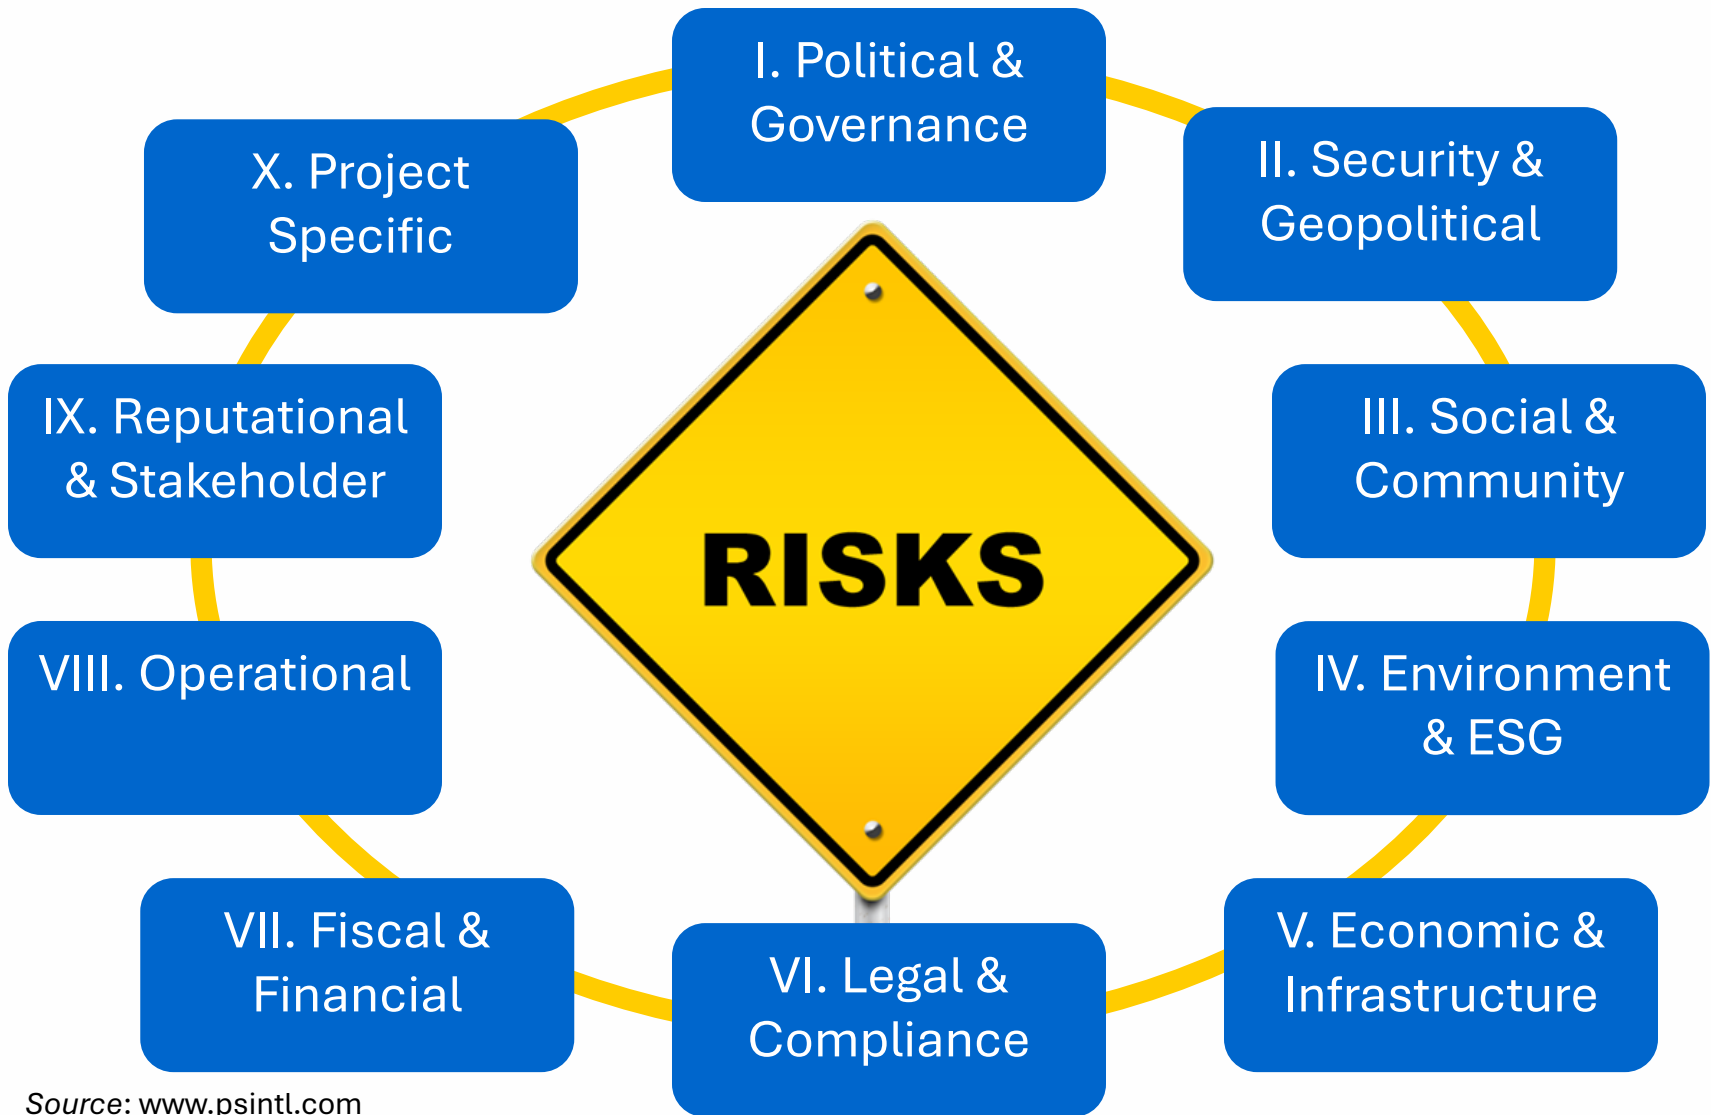 I. Political &
Governance
II. Security &
Geopolitical
III. Social &
Community
IV. Environment
& ESG
V. Economic &
Infrastructure
VI. Legal &
Compliance
VII. Fiscal &
Financial
VIII. Operational
IX. Reputational
& Stakeholder
X. Project
Specific
RISKS
Source: www.psintl.com